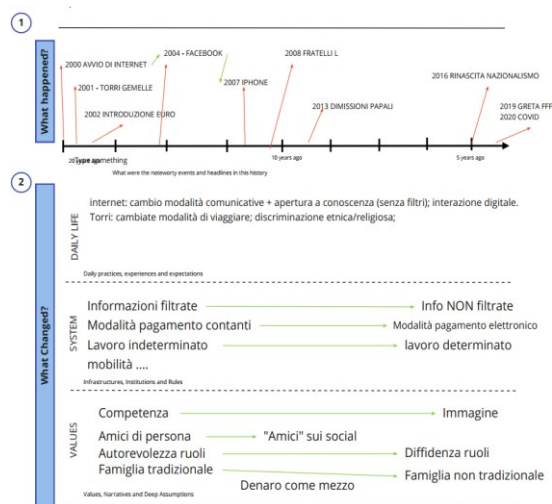 1
What happened?
2000 AVVIO DI INTERNET
2004 - FACEBOOK
2008 FRATELLI L
2001 - TORRI GEMELLE
2007 IPHONE
2016 RINASCITA NAZIONALISMO
2002 INTRODUZIONE EURO
2013 DIMISSIONI PAPALI
2019 GRETA FFF
2020 COVID
Type something
10 years ago
5 years ago
What were the noteworty events and headlines in this history
2
What Changed?
DAILY LIFE
internet: cambio modalità comunicative + apertura a conoscenza (senza filtri); interazione digitale.
Torri: cambiate modalità di viaggiare; discriminazione etnica/religiosa;
Daily practices, experiences and expectations
SYSTEM
Informazioni filtrate Info NON filtrate
Modalità pagamento contanti Modalità pagamento elettronico
Lavoro indeterminato lavoro determinato
mobilità ....
Infrastructures, Institutions and Rules
VALUES
Competenza Immagine
Amici di persona "Amici" sui social
Autorevolezza ruoli Diffidenza ruoli
Famiglia tradizionale Famiglia non tradizionale
Denaro come mezzo
Values, Narratives and Deep Assumptions